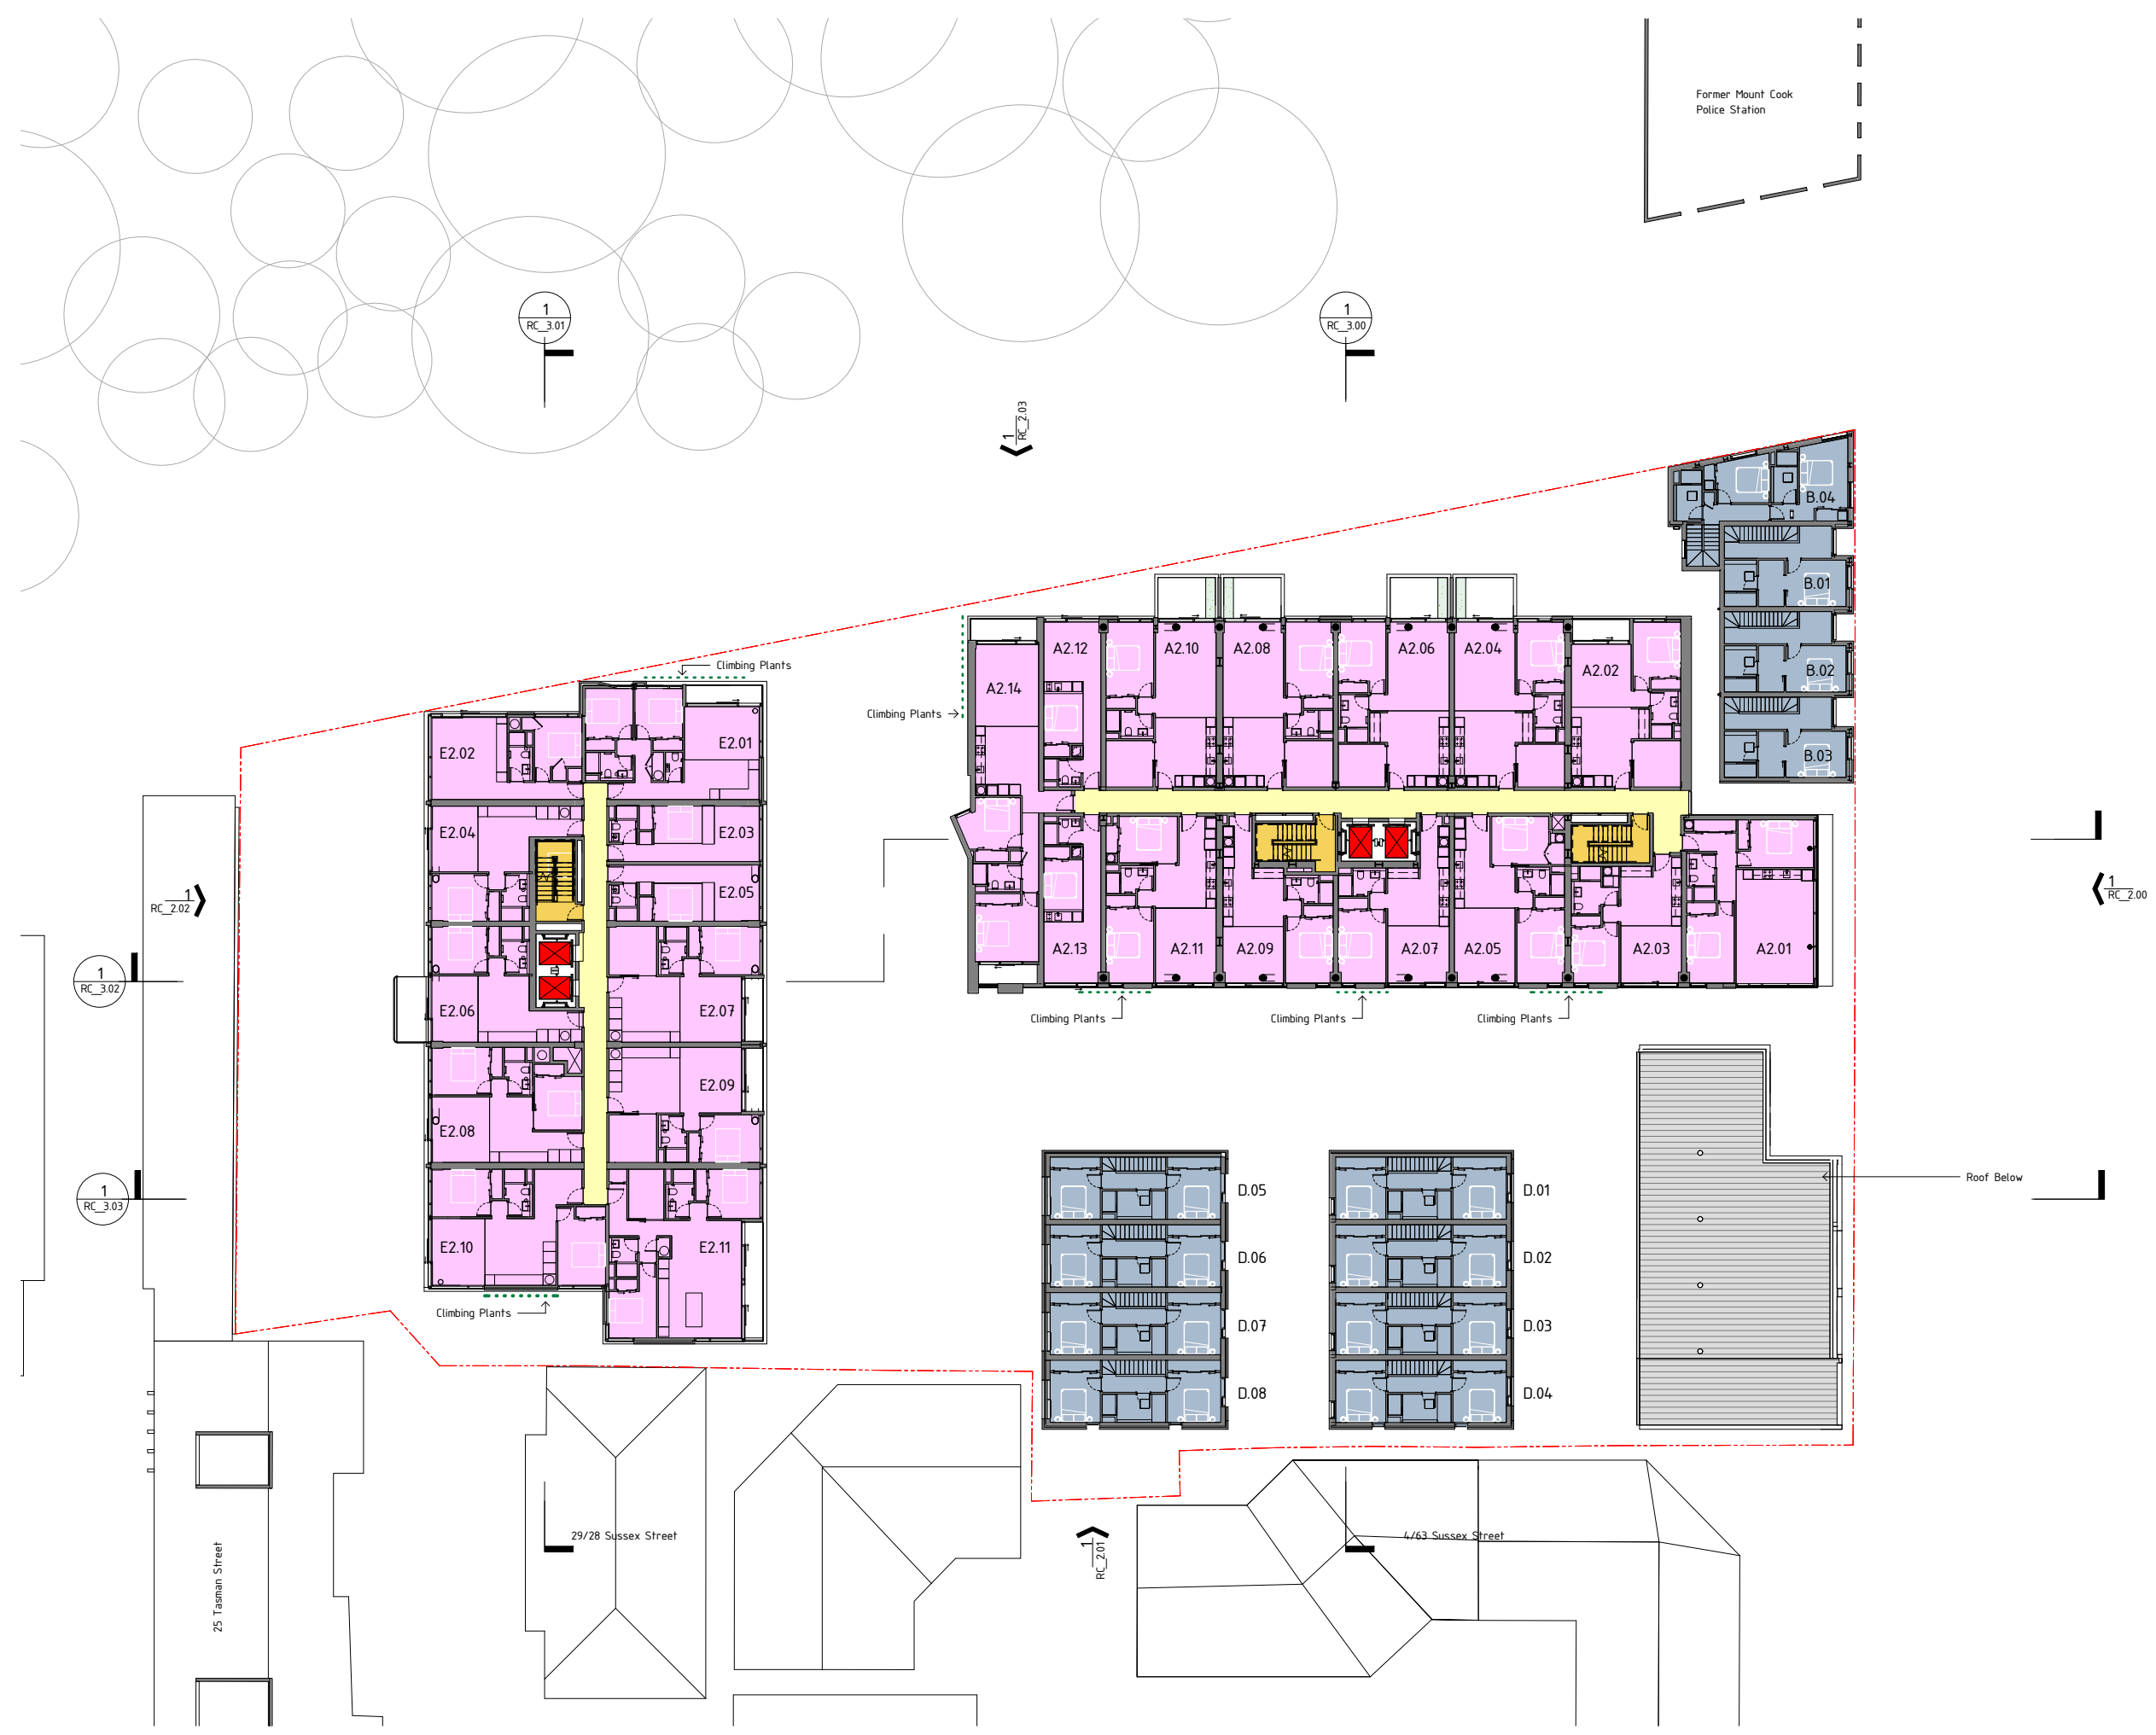 Former Mount Cook
Police Station
1
RC_3.01
1
RC_3.00
1
RC_2.03
B.04
B.01
B.02
B.03
Climbing Plants
Climbing Plants
A2.14
A2.12
A2.10
A2.08
A2.06
A2.04
A2.02
E2.02
E2.01
E2.04
E2.03
E2.05
E2.06
E2.07
E2.08
E2.09
E2.10
E2.11
A2.13
A2.11
A2.09
A2.07
A2.05
A2.03
A2.01
1
RC_2.02
1
RC_2.00
1
RC_3.02
Climbing Plants
Climbing Plants
Climbing Plants
1
RC_3.03
Roof Below
D.05
D.01
D.06
D.02
D.07
D.03
D.08
D.04
Climbing Plants
29/28 Sussex Street
4/63 Sussex Street
1
RC_2.01
25 Tasman Street